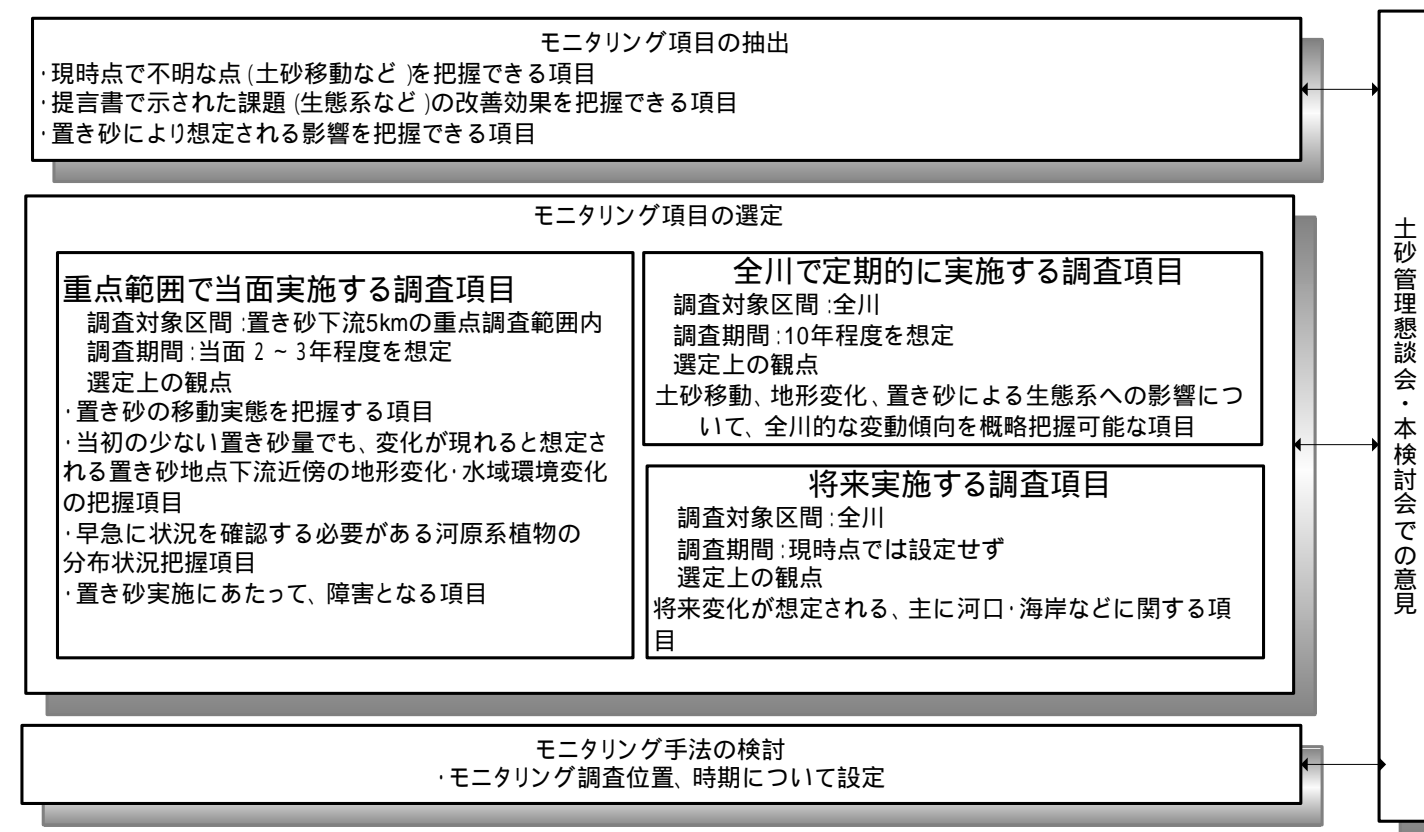 モニタリング項目の抽出
・現時点で不明な点(土砂移動など)を把握できる項目
・提言書で示された課題(生態系など)の改善効果を把握できる項目
・置き砂により想定される影響を把握できる項目
モニタリング項目の選定
重点範囲で当面実施する調査項目
調査対象区間:置き砂下流5kmの重点調査範囲内
調査期間:当面2~3年程度を想定
選定上の観点
・置き砂の移動実態を把握する項目
・当初の少ない置き砂量でも、変化が現れると想定さ
れる置き砂地点下流近傍の地形変化・水域環境変化
の把握項目
・早急に状況を確認する必要がある河原系植物の
分布状況把握項目
・置き砂実施にあたって、障害となる項目
全川で定期的に実施する調査項目
調査対象区間:全川
調査期間:10年程度を想定
選定上の観点
土砂移動、地形変化、置き砂による生態系への影響につ
いて、全川的な変動傾向を概略把握可能な項目
将来実施する調査項目
調査対象区間:全川
調査期間:現時点では設定せず
選定上の観点
将来変化が想定される、主に河口・海岸などに関する項
目
モニタリング手法の検討
・モニタリング調査位置、時期について設定
土砂管理懇談会・本検討会での意見